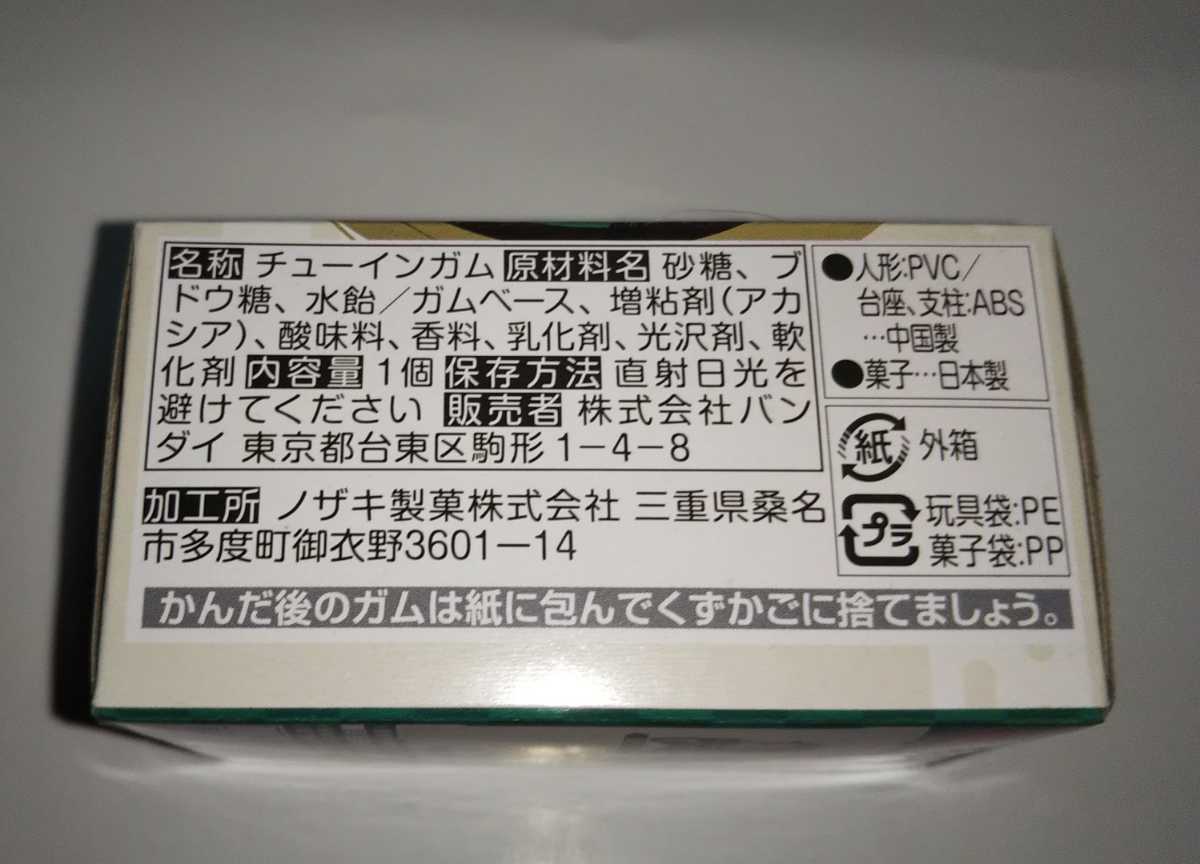 名称 チューインガム 原材料名 砂糖、ブ
ドウ糖、水飴／ガムベース、増粘剤(アカ
シア)、酸味料、香料、乳化剤、光沢剤、軟
化剤 内容量 1個 保存方法 直射日光を
避けてください 販売者 株式会社バン
ダイ 東京都台東区駒形1－4－8
加工所 ノザキ製菓株式会社 三重県桑名
市多度町御衣野3601－14
●人形:PVC／
台座、支柱:ABS
…中国製
●菓子…日本製
紙 外箱
プラ 玩具袋:PE
菓子袋:PP
かんだ後のガムは紙に包んでくずかごに捨てましょう。